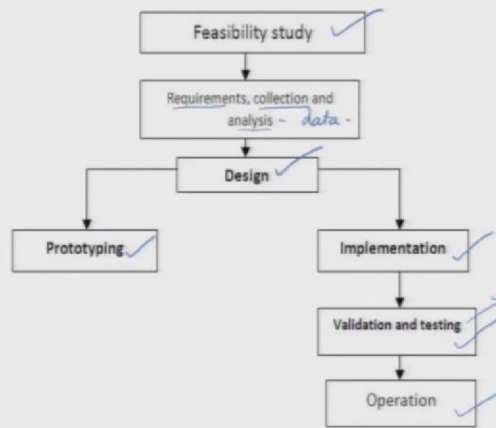 Feasibility study
Requirements, collection and
analysis - data -
Design
Prototyping
Implementation
Validation and testing
Operation